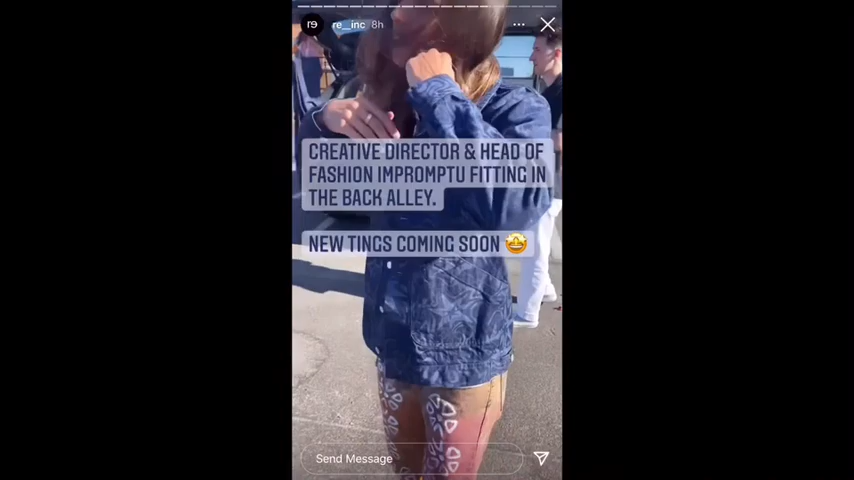 re re__inc 8h
CREATIVE DIRECTOR & HEAD OF
FASHION IMPROMPTU FITTING IN
THE BACK ALLEY.
NEW TINGS COMING SOON 🤩
Send Message